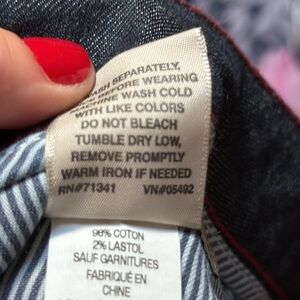 WASH SEPARATELY,
BEFORE WEARING
MACHINE WASH COLD
WITH LIKE COLORS
DO NOT BLEACH
TUMBLE DRY LOW,
REMOVE PROMPTLY
WARM IRON IF NEEDED
RN#71341 VN#05492
98% COTTON
2% LASTOL
SAUF GARNITURES
FABRIQUÉ EN
CHINE